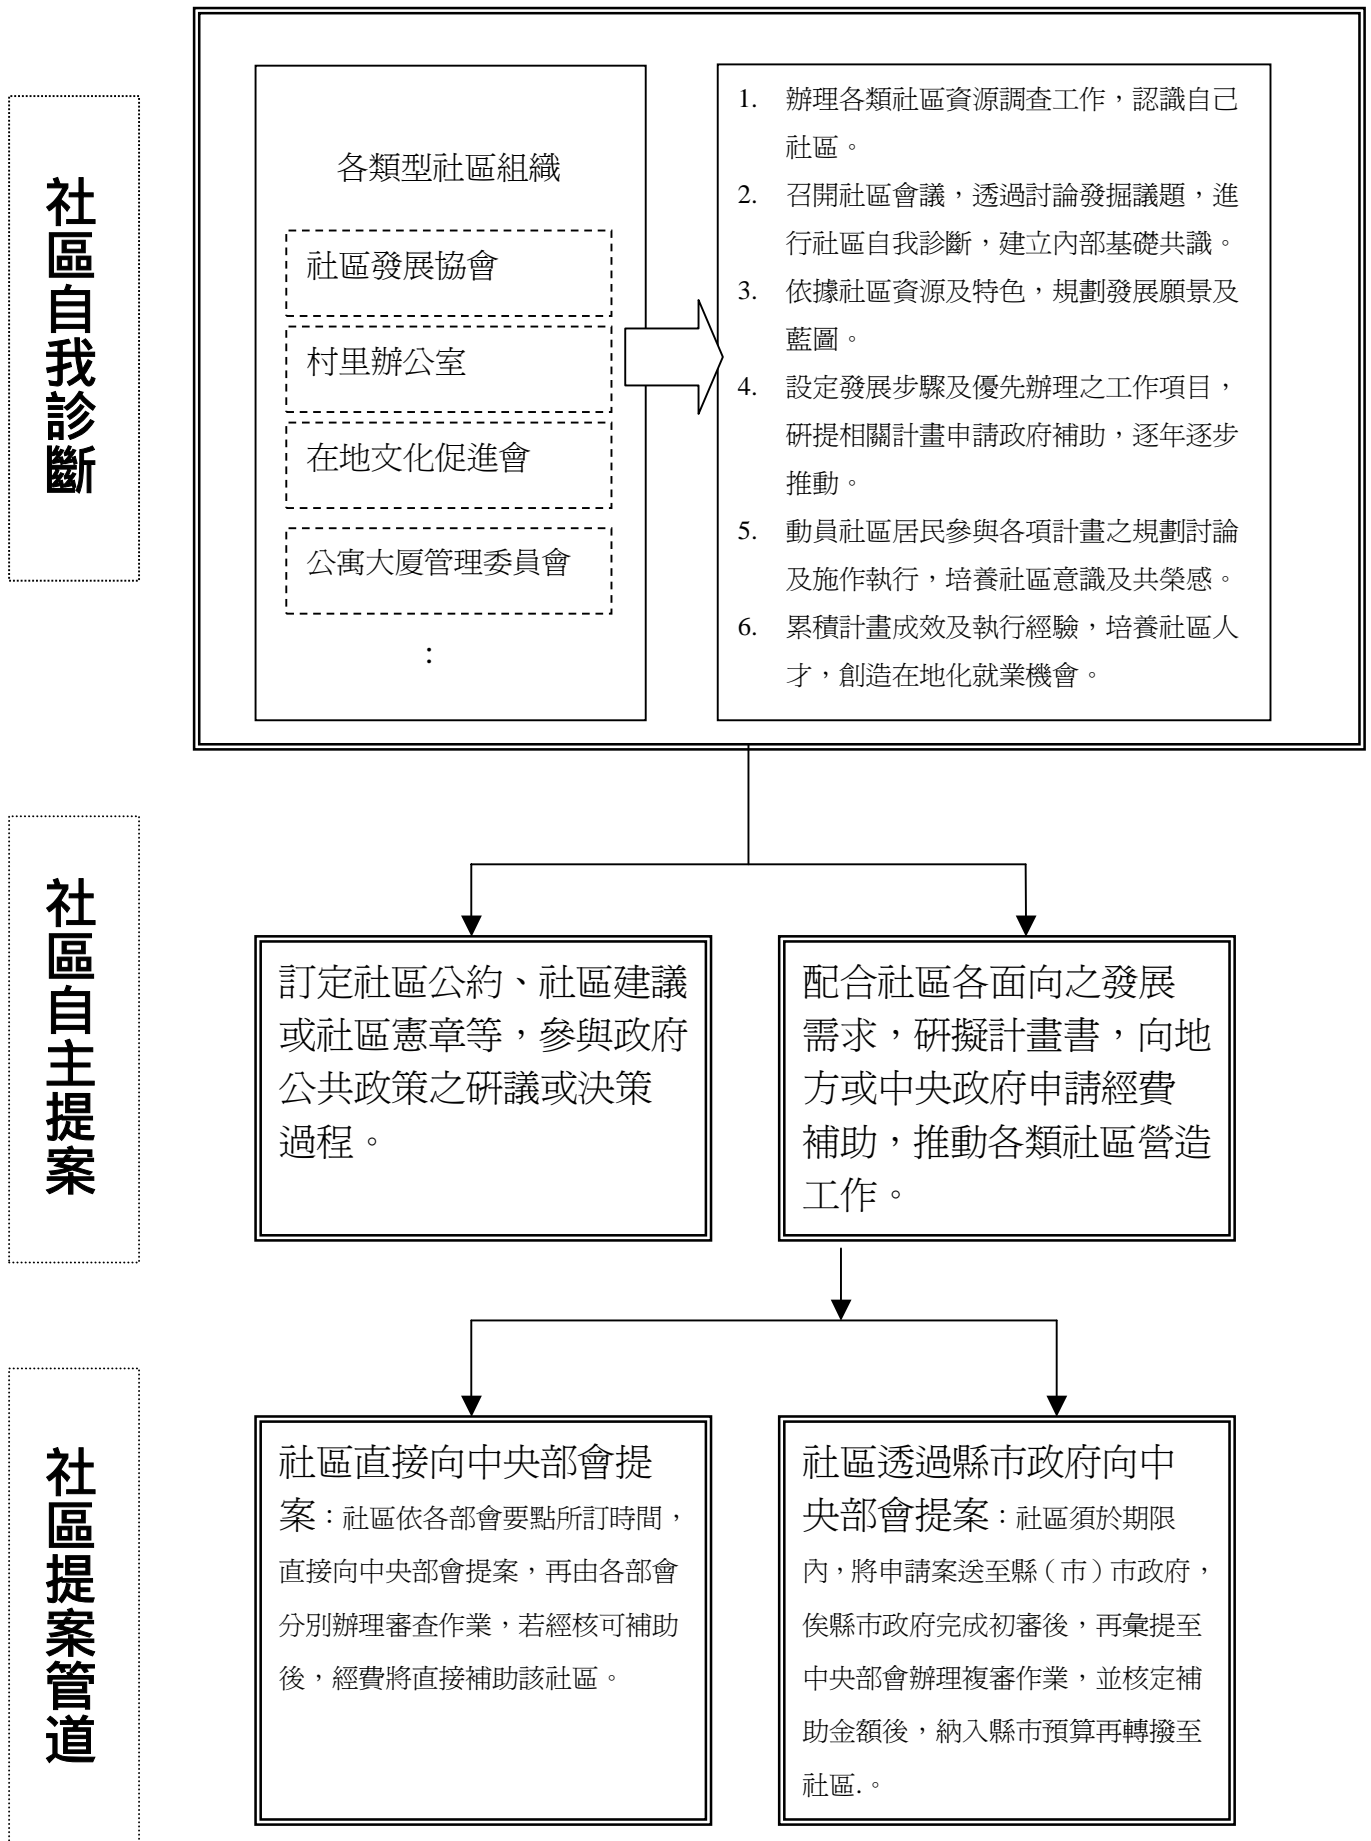 社區自我診斷
各類型社區組織
社區發展協會
村里辦公室
在地文化促進會
公寓大厦管理委員會
：
1. 辦理各類社區資源調查工作，認識自己
社區。
2. 召開社區會議，透過討論發掘議題，進
行社區自我診斷，建立內部基礎共識。
3. 依據社區資源及特色，規劃發展願景及
藍圖。
4. 設定發展步驟及優先辦理之工作項目，
研提相關計畫申請政府補助，逐年逐步
推動。
5. 動員社區居民參與各項計畫之規劃討論
及施作執行，培養社區意識及共榮感。
6. 累積計畫成效及執行經驗，培養社區人
才，創造在地化就業機會。
社區自主提案
訂定社區公約、社區建議
或社區憲章等，參與政府
公共政策之研議或決策
過程。
配合社區各面向之發展
需求，研擬計畫書，向地
方或中央政府申請經費
補助，推動各類社區營造
工作。
社區提案管道
社區直接向中央部會提
案：社區依各部會要點所訂時間，
直接向中央部會提案，再由各部會
分別辦理審查作業，若經核可補助
後，經費將直接補助該社區。
社區透過縣市政府向中
央部會提案：社區須於期限
內，將申請案送至縣（市）市政府，
俟縣市政府完成初審後，再彙提至
中央部會辦理複審作業，並核定補
助金額後，納入縣市預算再轉撥至
社區.。